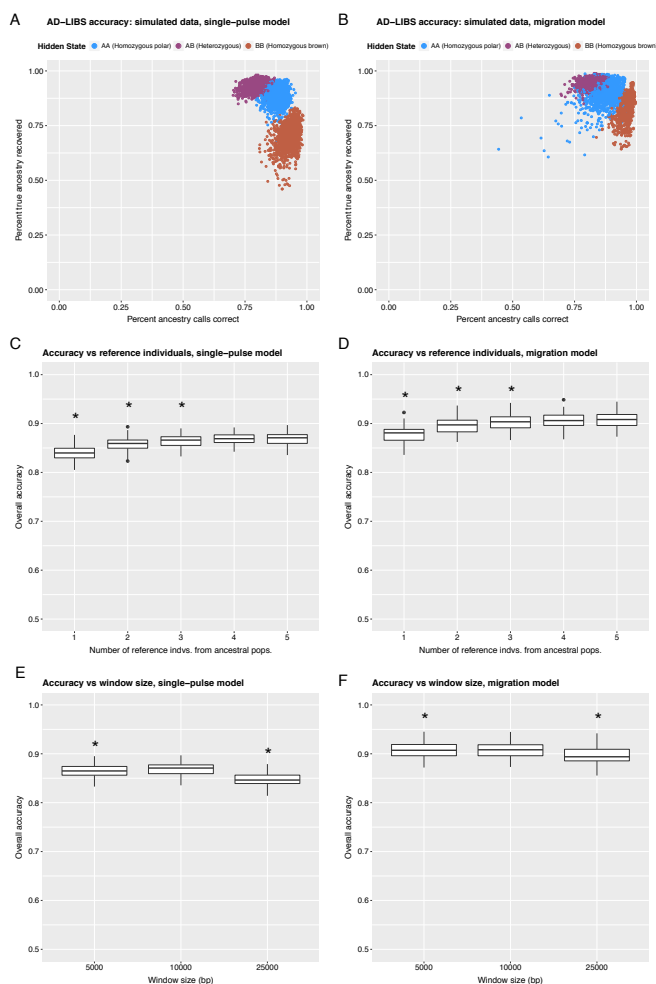 A
AD−LIBS accuracy: simulated data, single−pulse model
Hidden State AA (Homozygous polar) AB (Heterozygous) BB (Homozygous brown)
1.00
0.75
0.50
0.25
0.00
Percent true ancestry recovered
0.00 0.25 0.50 0.75 1.00
Percent ancestry calls correct
B
AD−LIBS accuracy: simulated data, migration model
Hidden State AA (Homozygous polar) AB (Heterozygous) BB (Homozygous brown
1.00
0.75
0.50
0.25
0.00
Percent true ancestry recovered
0.00 0.25 0.50 0.75 1.00
Percent ancestry calls correct
C
Accuracy vs reference individuals, single−pulse model
1.0
0.9
0.8
0.7
0.6
0.5
Overall accuracy
* * *
1 2 3 4 5
Number of reference indvs. from ancestral pops.
D
Accuracy vs reference individuals, migration model
1.0
0.9
0.8
0.7
0.6
0.5
Overall accuracy
* * *
1 2 3 4 5
Number of reference indvs. from ancestral pops.
E
Accuracy vs window size, single−pulse model
1.0
0.9
0.8
0.7
0.6
0.5
Overall accuracy
* *
5000 10000 25000
Window size (bp)
F
Accuracy vs window size, migration model
1.0
0.9
0.8
0.7
0.6
0.5
Overall accuracy
* *
5000 10000 25000
Window size (bp)